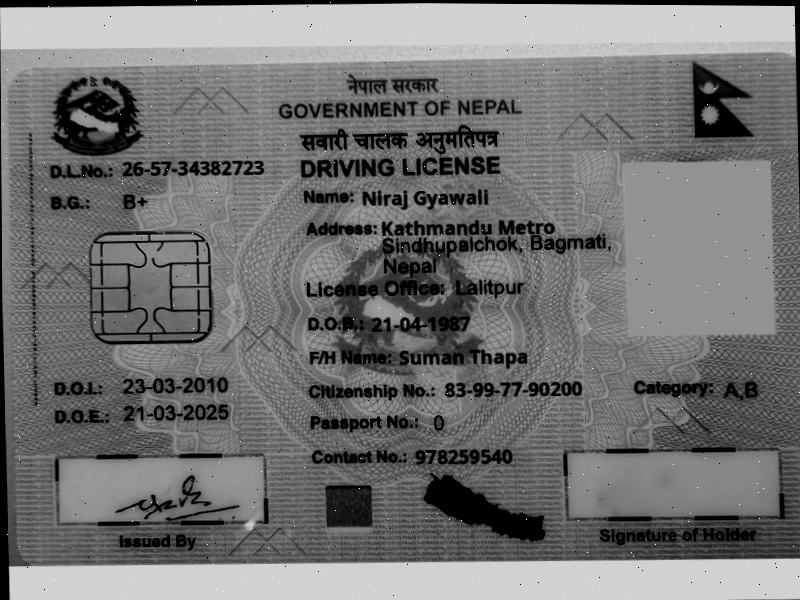 नेपाल सरकार
GOVERNMENT OF NEPAL
सवारी चालक अनुमतिपत्र
DRIVING LICENSE
D.L.No.: 26-57-34382723
B.G.: B+
Name: Niraj Gyawali
Address: Kathmandu Metro
Sindhupalchok, Bagmati,
Nepal
License Office: Lalitpur
D.O.B.: 21-04-1987
F/H Name: Suman Thapa
D.O.I.: 23-03-2010
Citizenship No.: 83-99-77-90200
Category: A,B
D.O.E.: 21-03-2025
Passport No.: 0
Contact No.: 978259540
Issued By
Signature of Holder